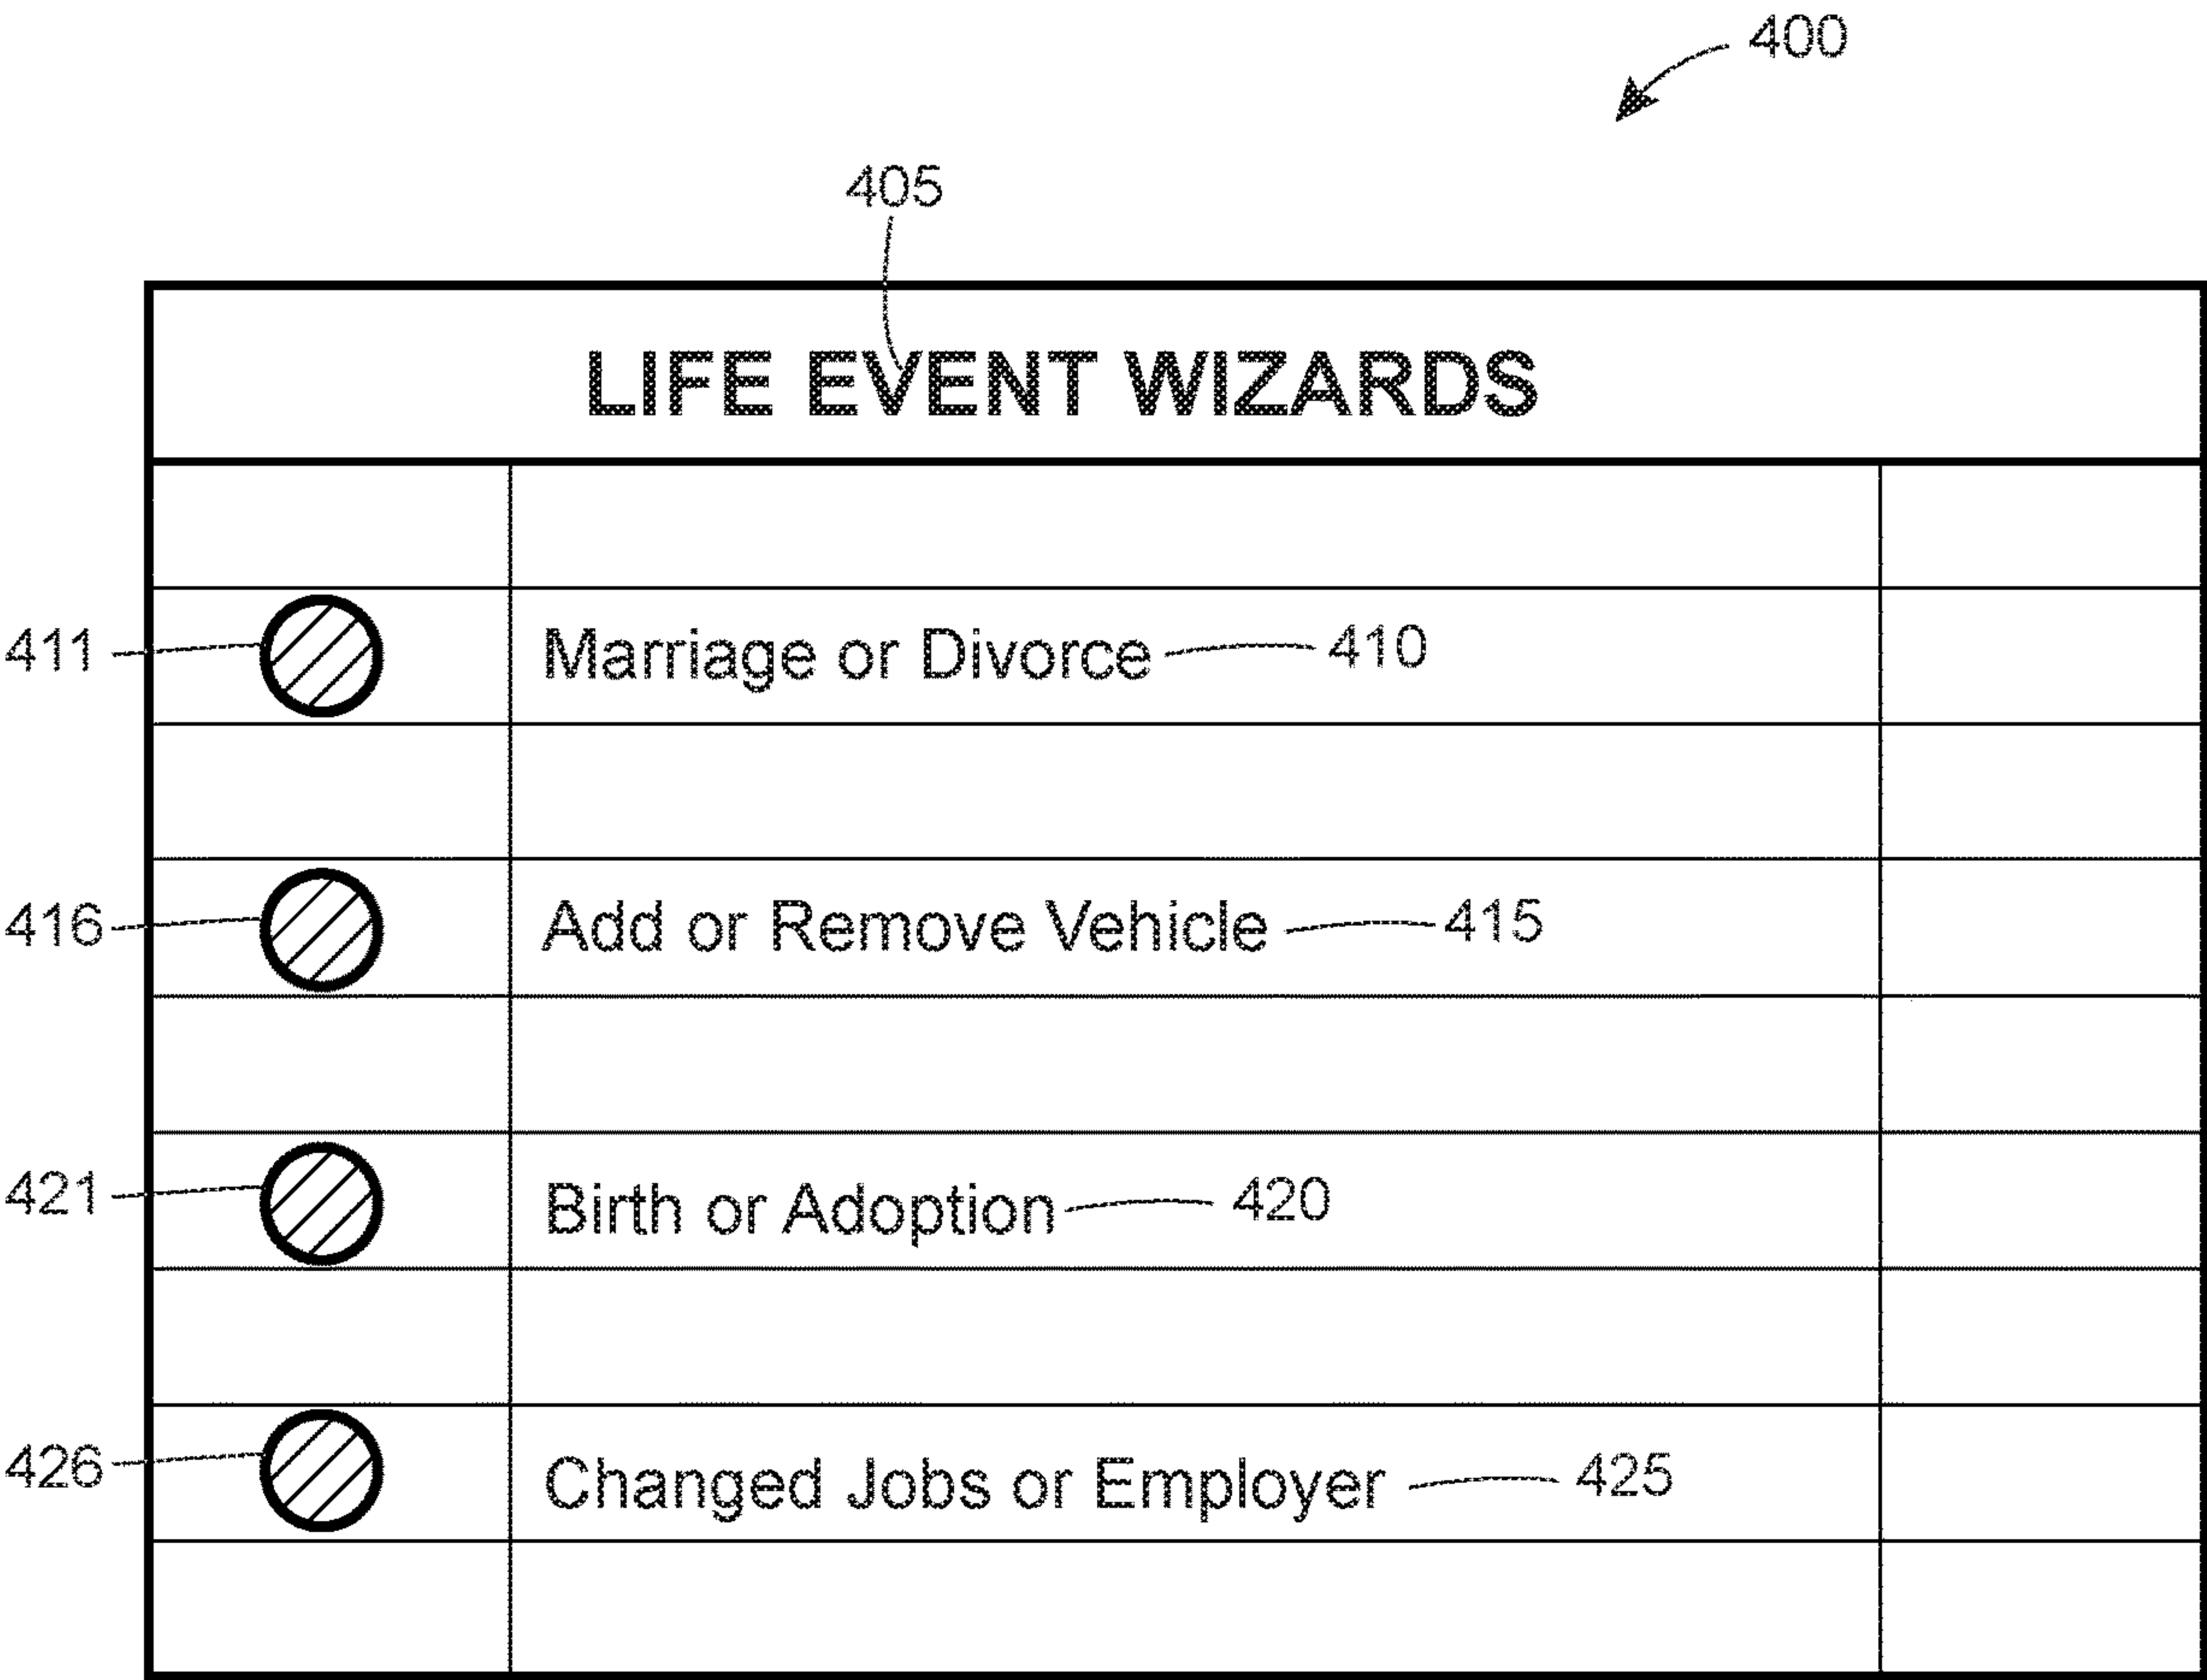 400
405
LIFE EVENT WIZARDS
411 Marriage or Divorce 410
416 Add or Remove Vehicle 415
421 Birth or Adoption 420
426 Changed Jobs or Employer 425